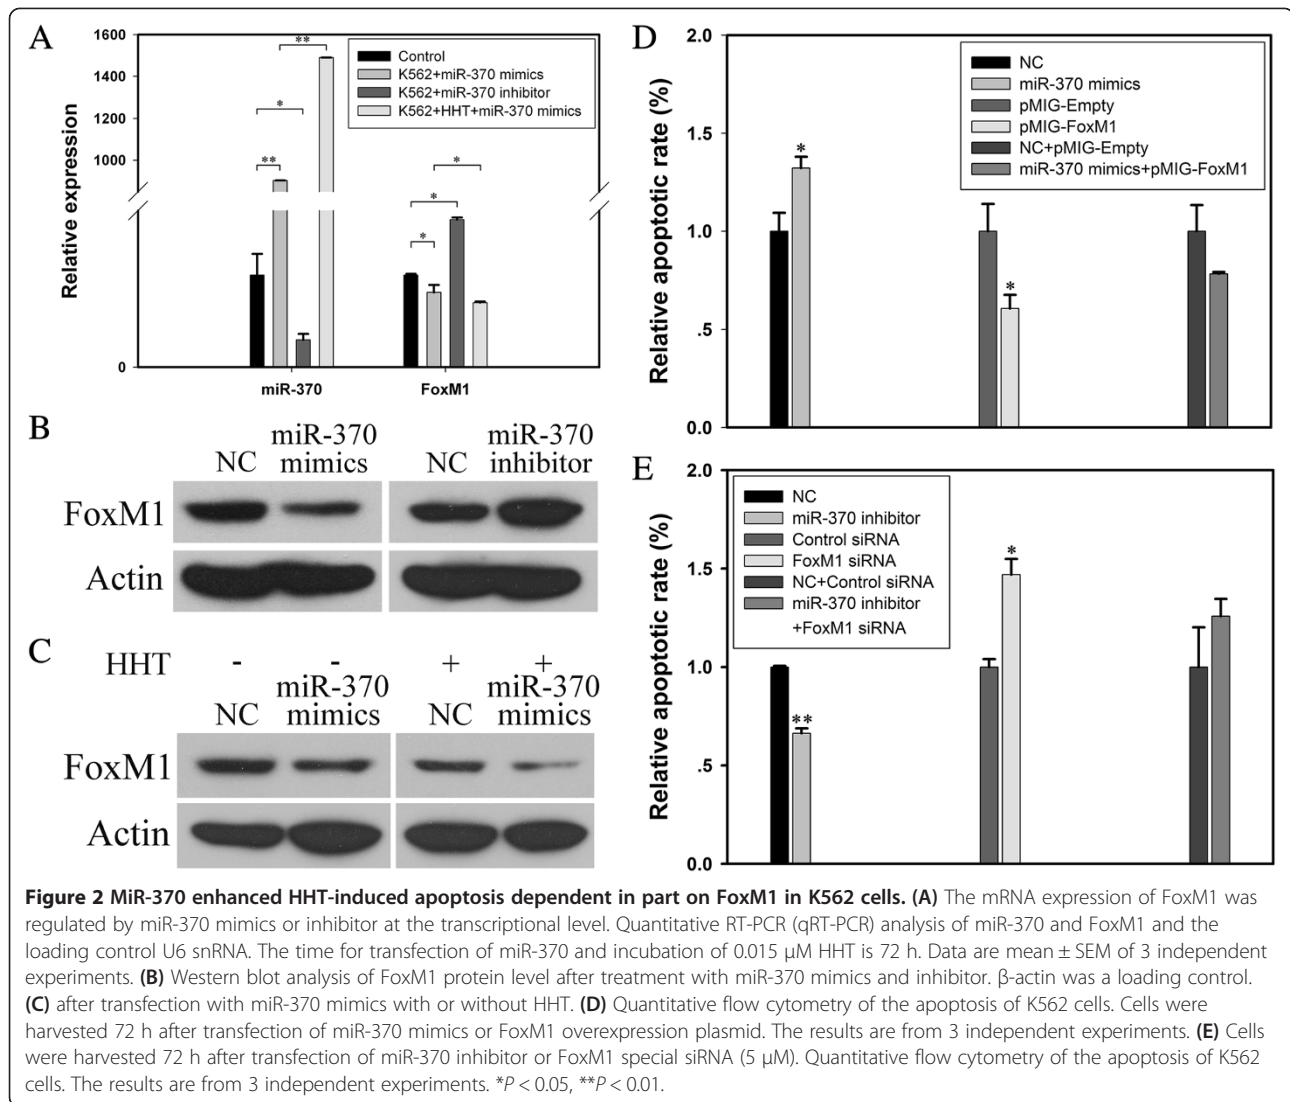 A
1600
1400
1200
1000
0
Relative expression
Control
K562+miR-370 mimics
K562+miR-370 inhibitor
K562+HHT+miR-370 mimics
**
*
**
*
*
*
miR-370
FoxM1
B
NC
miR-370
mimics
NC
miR-370
inhibitor
FoxM1
Actin
C
HHT - - + +
NC
miR-370
mimics
NC
miR-370
mimics
FoxM1
Actin
D
2.0
1.5
1.0
.5
0.0
Relative apoptotic rate (%)
NC
miR-370 mimics
pMIG-Empty
pMIG-FoxM1
NC+pMIG-Empty
miR-370 mimics+pMIG-FoxM1
*
*
E
2.0
1.5
1.0
.5
0.0
Relative apoptotic rate (%)
NC
miR-370 inhibitor
Control siRNA
FoxM1 siRNA
NC+Control siRNA
miR-370 inhibitor
+FoxM1 siRNA
**
*
Figure 2 MiR-370 enhanced HHT-induced apoptosis dependent in part on FoxM1 in K562 cells. (A) The mRNA expression of FoxM1 was
regulated by miR-370 mimics or inhibitor at the transcriptional level. Quantitative RT-PCR (qRT-PCR) analysis of miR-370 and FoxM1 and the
loading control U6 snRNA. The time for transfection of miR-370 and incubation of 0.015 μM HHT is 72 h. Data are mean ± SEM of 3 independent
experiments. (B) Western blot analysis of FoxM1 protein level after treatment with miR-370 mimics and inhibitor. β-actin was a loading control.
(C) after transfection with miR-370 mimics with or without HHT. (D) Quantitative flow cytometry of the apoptosis of K562 cells. Cells were
harvested 72 h after transfection of miR-370 mimics or FoxM1 overexpression plasmid. The results are from 3 independent experiments. (E) Cells
were harvested 72 h after transfection of miR-370 inhibitor or FoxM1 special siRNA (5 μM). Quantitative flow cytometry of the apoptosis of K562
cells. The results are from 3 independent experiments. *P < 0.05, **P < 0.01.